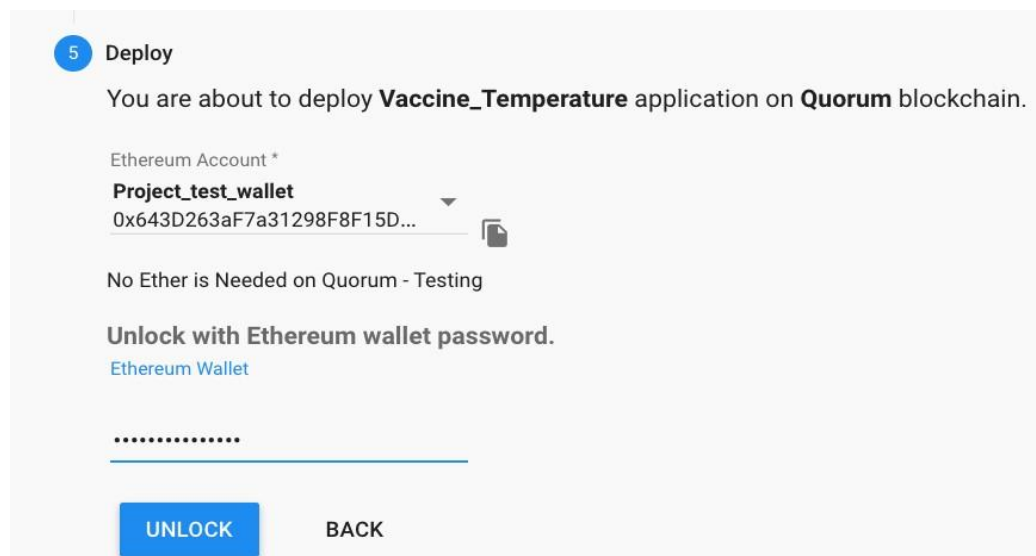 5 Deploy
You are about to deploy Vaccine_Temperature application on Quorum blockchain.
Ethereum Account *
Project_test_wallet
0x643D263aF7a31298F8F15D...
No Ether is Needed on Quorum - Testing
Unlock with Ethereum wallet password.
Ethereum Wallet
•••••••••••••••
UNLOCK BACK